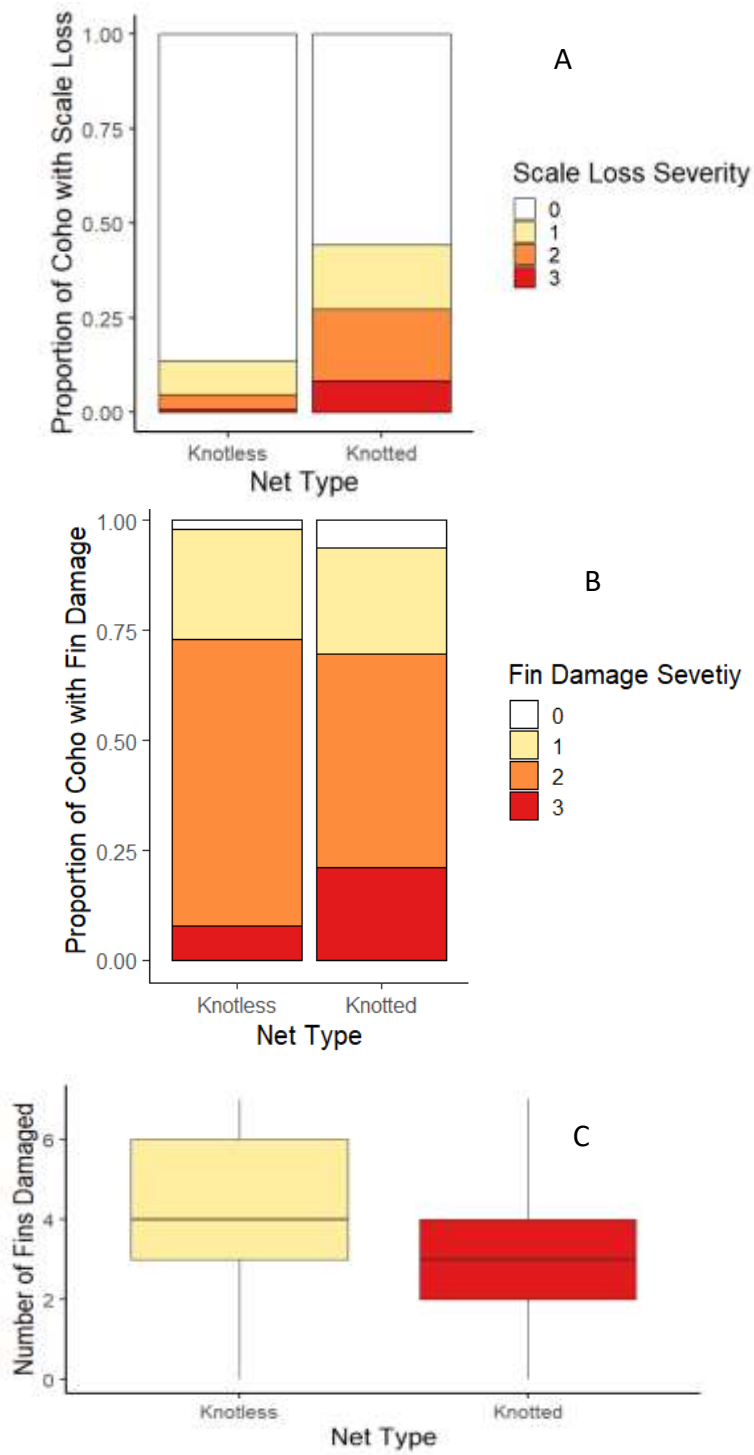 Proportion of Coho with Scale Loss
1.00
0.75
0.50
0.25
0.00
A
Scale Loss Severity
0
1
2
3
Knotless
Knotted
Net Type
Proportion of Coho with Fin Damage
1.00
0.75
0.50
0.25
0.00
B
Fin Damage Sevetiy
0
1
2
3
Knotless
Knotted
Net Type
Number of Fins Damaged
6
4
2
0
C
Knotless
Knotted
Net Type